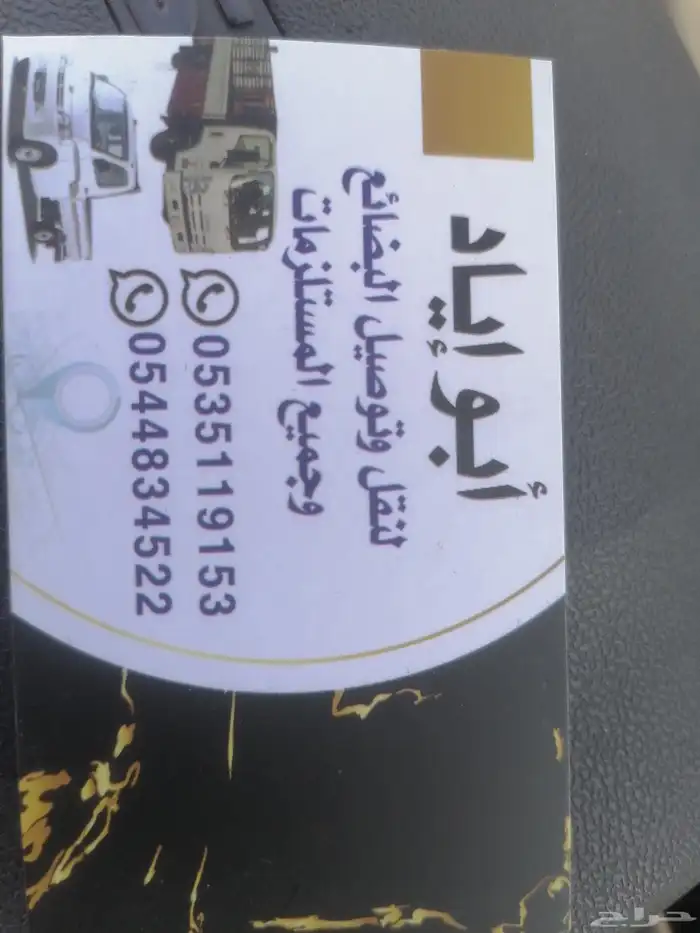 أبو إياد
لنقل وتوصيل البضائع
وجميع المستلزمات
0535119153
0544834522
حراج